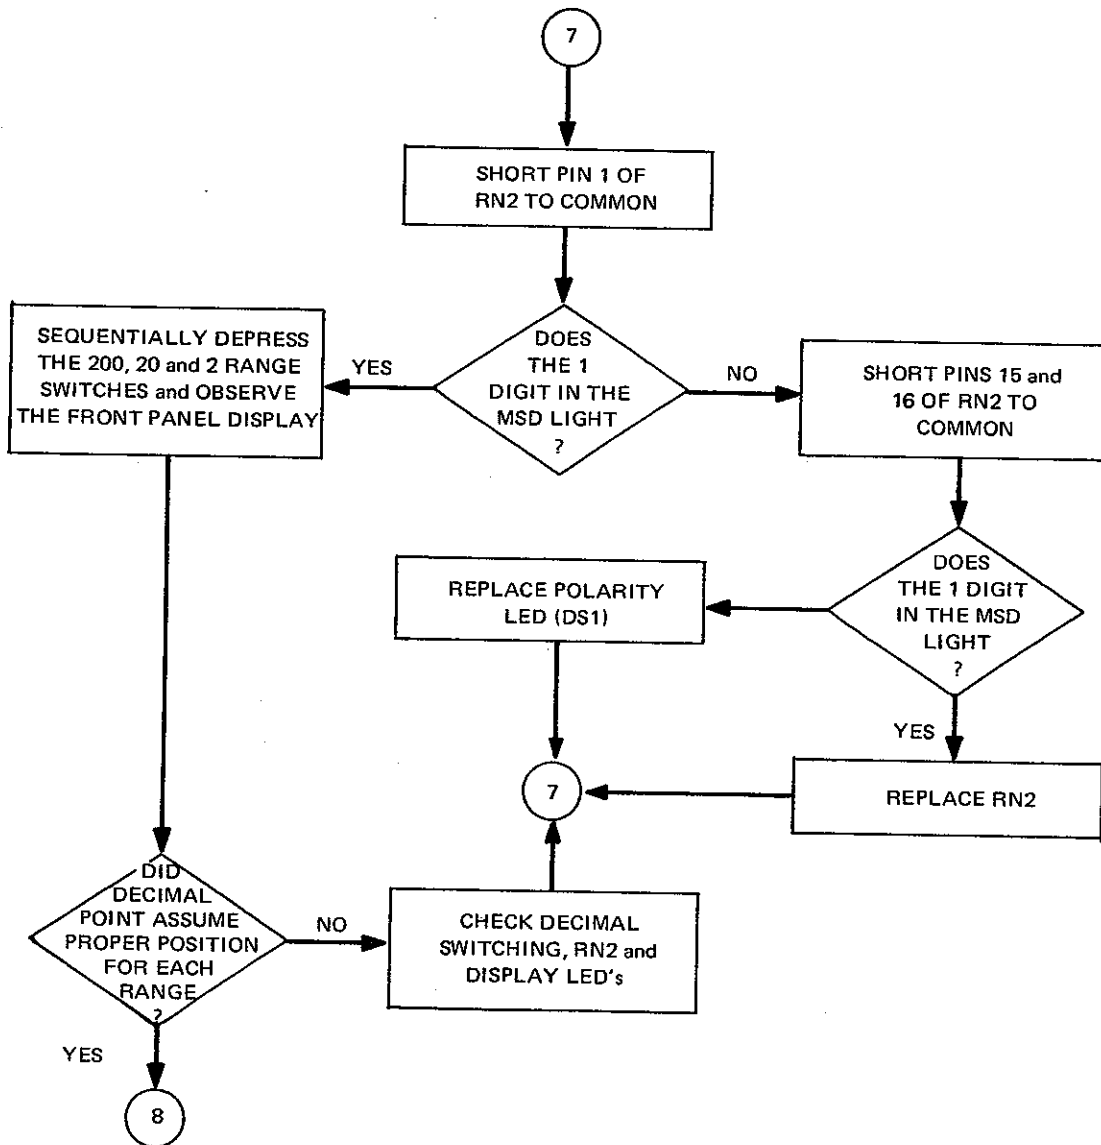 7
SHORT PIN 1 OF
RN2 TO COMMON
DOES
THE 1
DIGIT IN THE
MSD LIGHT
?
YES
NO
SEQUENTIALLY DEPRESS
THE 200, 20 and 2 RANGE
SWITCHES and OBSERVE
THE FRONT PANEL DISPLAY
SHORT PINS 15 and
16 OF RN2 TO
COMMON
DOES
THE 1 DIGIT
IN THE MSD
LIGHT
?
REPLACE POLARITY
LED (DS1)
YES
REPLACE RN2
7
DID
DECIMAL
POINT ASSUME
PROPER POSITION
FOR EACH
RANGE
?
NO
CHECK DECIMAL
SWITCHING, RN2 and
DISPLAY LED's
YES
8